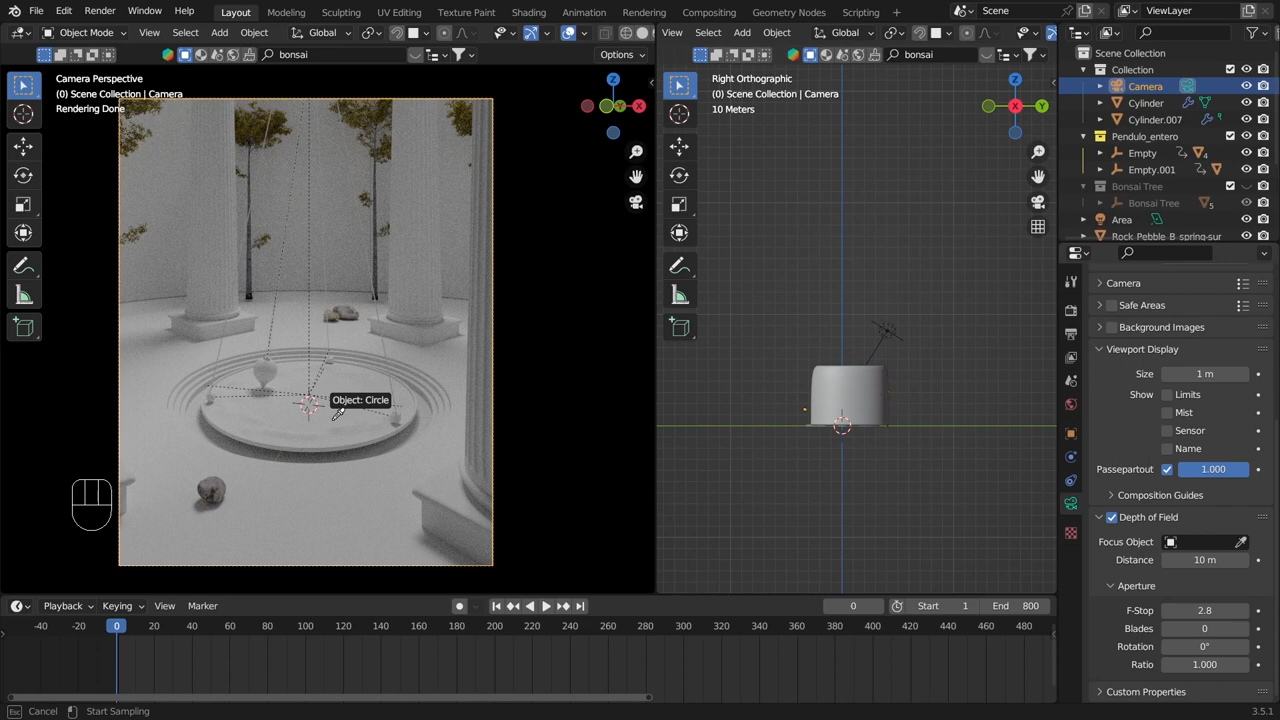 File Edit Render Window Help
Layout Modeling Sculpting UV Editing Texture Paint Shading Animation Rendering Compositing Geometry Nodes Scripting
Scene
ViewLayer
Object Mode View Select Add Object Global
View Select Add Object Global
bonsai
Options
bonsai
Camera Perspective
(0) Scene Collection | Camera
Rendering Done
Z
Y
X
Object: Circle
Right Orthographic
(0) Scene Collection | Camera
10 Meters
Z
X
Y
Scene Collection
Collection
Camera
Cylinder
Cylinder.007
Pendulo_entero
Empty
4
Empty.001
Bonsai Tree
Bonsai Tree
5
Area
Rock_Pebble_B_spring-sur
Camera
Safe Areas
Background Images
Viewport Display
Size 1 m
Show Limits
Mist
Sensor
Name
Passepartout 1.000
Composition Guides
Depth of Field
Focus Object
Distance 10 m
Aperture
F-Stop 2.8
Blades 0
Rotation 0°
Ratio 1.000
Custom Properties
Playback Keying View Marker
0 Start 1 End 800
-40 -20 0 20 40 60 80 100 120 140 160 180 200 220 240 260 280 300 320 340 360 380 400 420 440 460 480
Esc Cancel Start Sampling
3.5.1